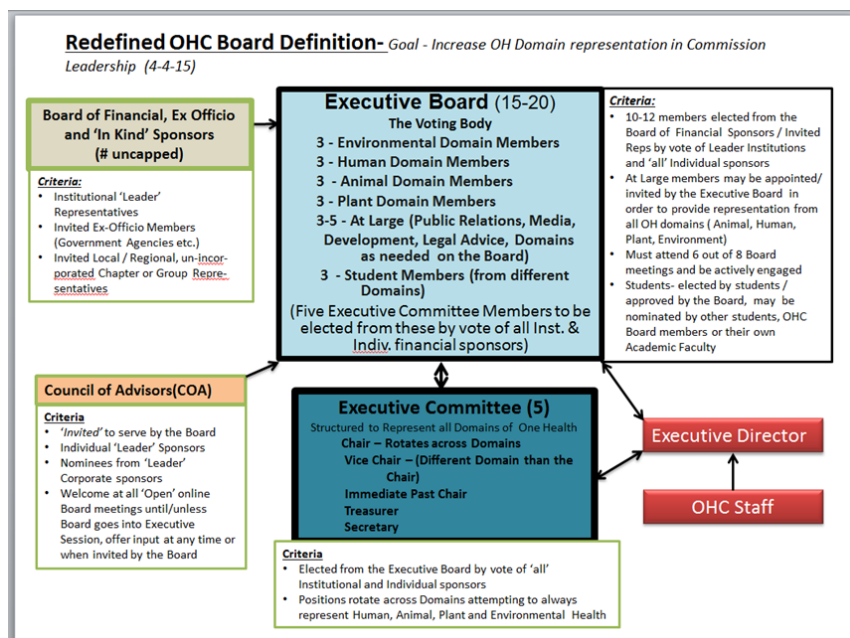 Redefined OHC Board Definition- Goal - Increase OH Domain representation in Commission
Leadership (4-4-15)
Board of Financial, Ex Officio
and 'In Kind' Sponsors
(# uncapped)
Criteria:
• Institutional 'Leader'
Representatives
• Invited Ex-Officio Members
(Government Agencies etc.)
• Invited Local / Regional, un-incor-
porated Chapter or Group Repre-
sentatives
Executive Board (15-20)
The Voting Body
3 - Environmental Domain Members
3 - Human Domain Members
3 - Animal Domain Members
3 - Plant Domain Members
3-5 - At Large (Public Relations, Media,
Development, Legal Advice, Domains
as needed on the Board)
3 - Student Members (from different
Domains)
(Five Executive Committee Members to be
elected from these by vote of all Inst. &
Indiv. financial sponsors)
Criteria:
• 10-12 members elected from the
Board of Financial Sponsors / Invited
Reps by vote of Leader Institutions
and 'all' Individual sponsors
• At Large members may be appointed/
invited by the Executive Board in
order to provide representation from
all OH domains ( Animal, Human,
Plant, Environment)
• Must attend 6 out of 8 Board
meetings and be actively engaged
• Students- elected by students /
approved by the Board, may be
nominated by other students, OHC
Board members or their own
Academic Faculty
Council of Advisors(COA)
Criteria
• 'Invited' to serve by the Board
• Individual 'Leader' Sponsors
• Nominees from 'Leader'
Corporate sponsors
• Welcome at all 'Open' online
Board meetings until/unless
Board goes into Executive
Session, offer input at any time or
when invited by the Board
Executive Committee (5)
Structured to Represent all Domains of One Health
Chair – Rotates across Domains
Vice Chair – (Different Domain than the
Chair)
Immediate Past Chair
Treasurer
Secretary
Criteria
• Elected from the Executive Board by vote of 'all'
Institutional and Individual sponsors
• Positions rotate across Domains attempting to always
represent Human, Animal, Plant and Environmental Health
Executive Director
OHC Staff